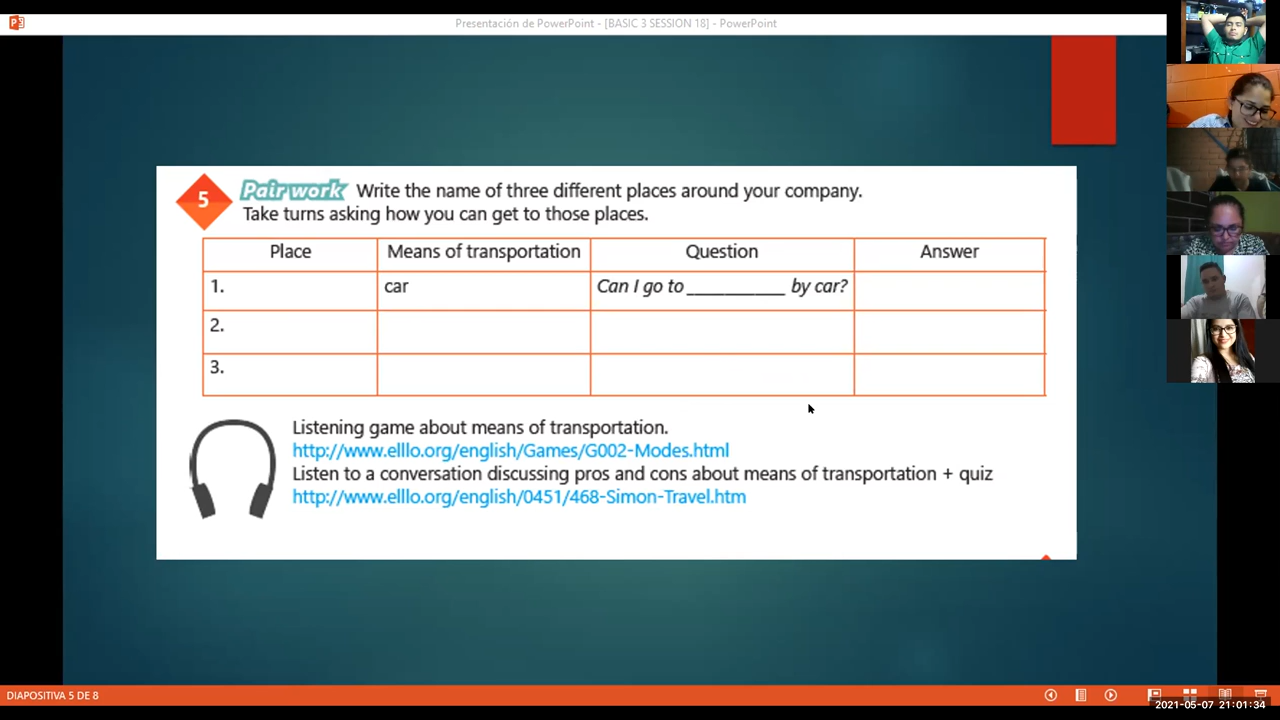 Presentación de PowerPoint - [BASIC 3 SESSION 18] - PowerPoint
5 Pair work Write the name of three different places around your company.
Take turns asking how you can get to those places.
Place Means of transportation Question Answer
1. car Can I go to __________ by car?
2.
3.
Listening game about means of transportation.
http://www.elllo.org/english/Games/G002-Modes.html
Listen to a conversation discussing pros and cons about means of transportation + quiz
http://www.elllo.org/english/0451/468-Simon-Travel.htm
DIAPOSITIVA 5 DE 8
2021-05-07 21:01:34